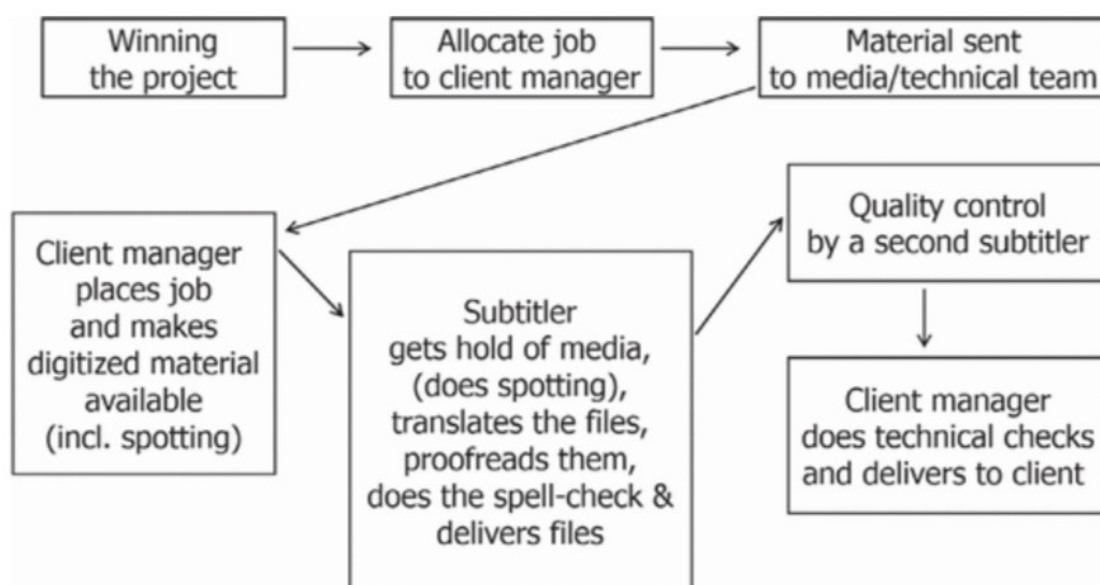 Winning
the project
Allocate job
to client manager
Material sent
to media/technical team
Client manager
places job
and makes
digitized material
available
(incl. spotting)
Subtitler
gets hold of media,
(does spotting),
translates the files,
proofreads them,
does the spell-check &
delivers files
Quality control
by a second subtitler
Client manager
does technical checks
and delivers to client